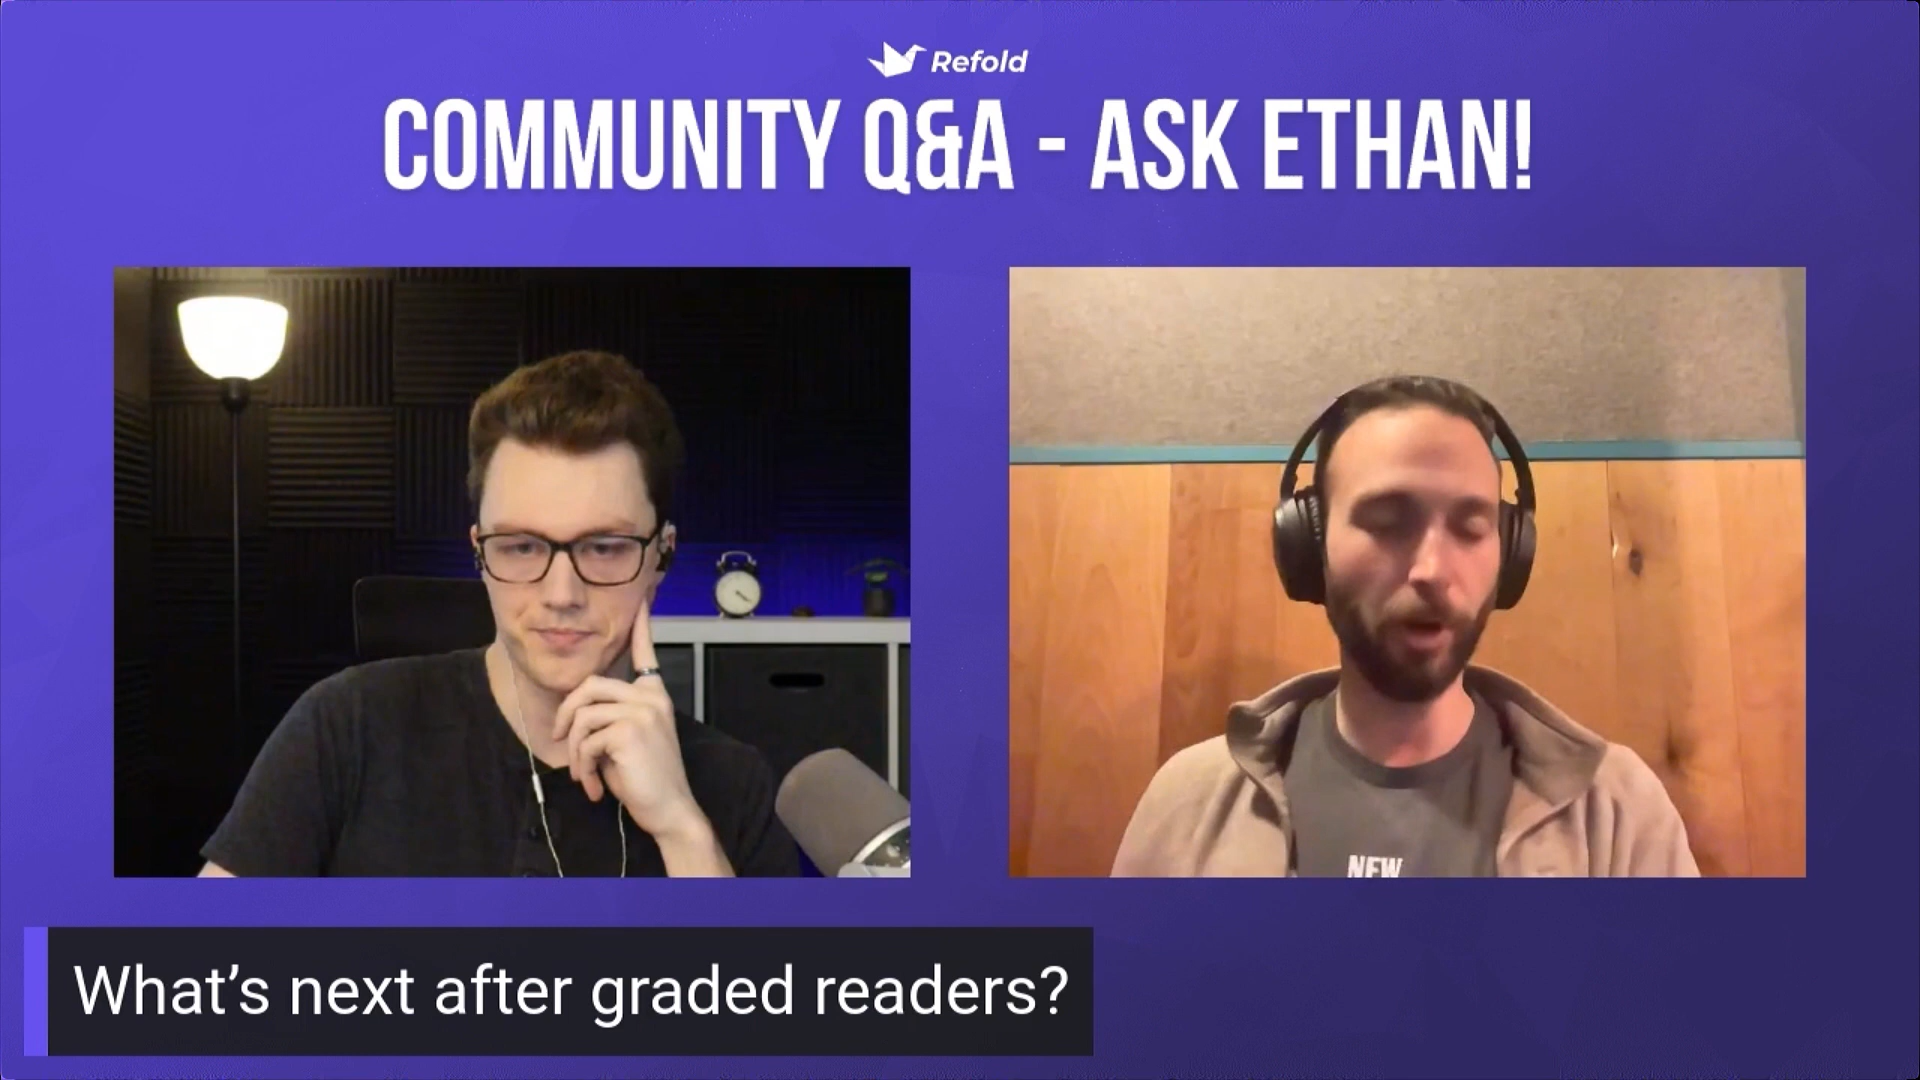 Refold
COMMUNITY Q&A - ASK ETHAN!
NEW
What's next after graded readers?